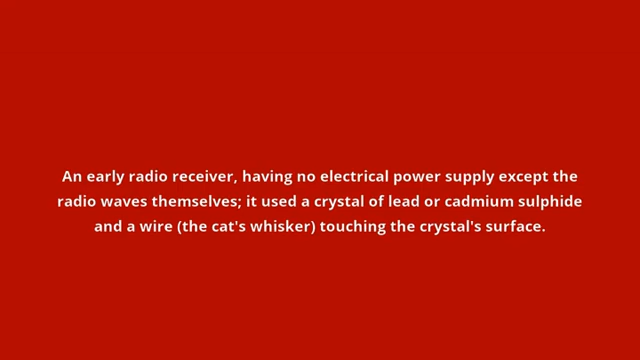 An early radio receiver, having no electrical power supply except the
radio waves themselves; it used a crystal of lead or cadmium sulphide
and a wire (the cat's whisker) touching the crystal's surface.